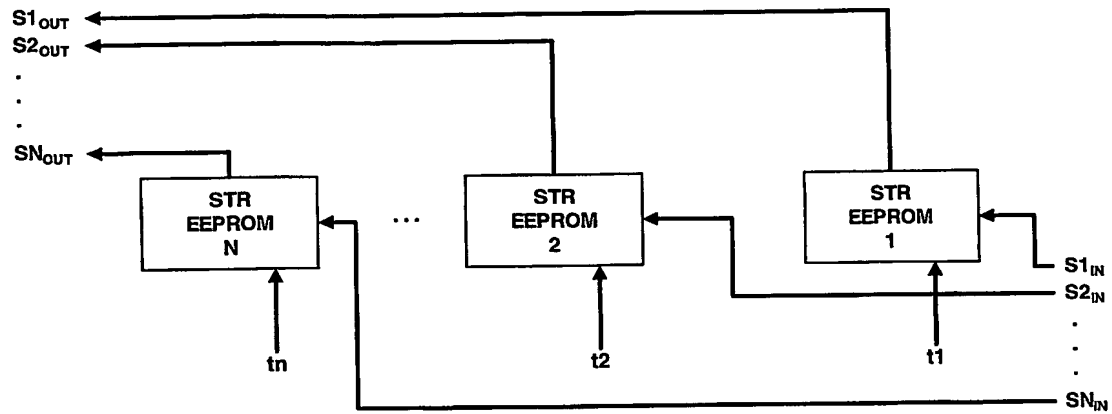 S1OUT
S2OUT
.
.
.
SNOUT
STR
EEPROM
N
...
STR
EEPROM
2
STR
EEPROM
1
S1IN
S2IN
.
.
.
SNIN
tn
t2
t1